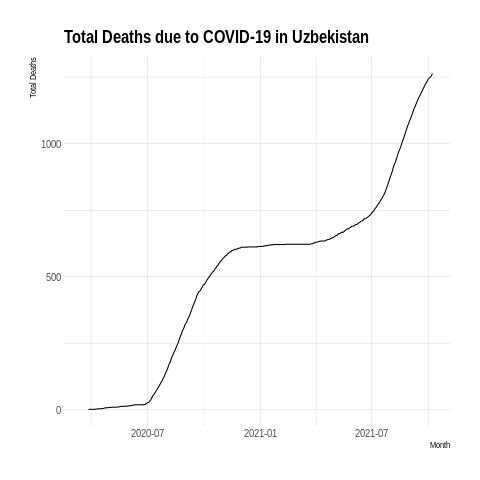 Total Deaths due to COVID-19 in Uzbekistan
Total Deaths
1000
500
0
2020-07 2021-01 2021-07
Month